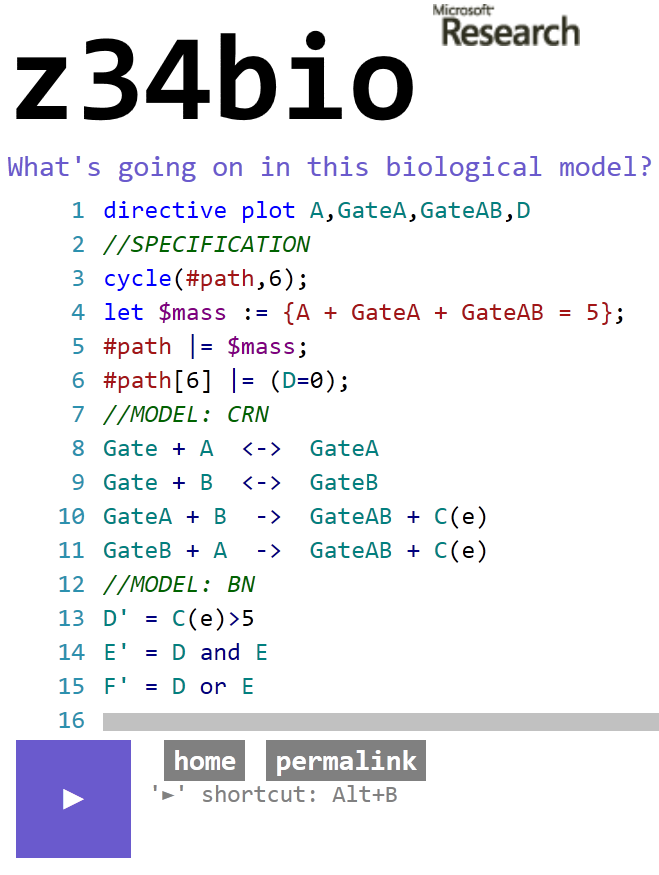 Microsoft
Research
z34bio
What's going on in this biological model?
1 directive plot A,GateA,GateAB,D
2 //SPECIFICATION
3 cycle(#path,6);
4 let $mass := {A + GateA + GateAB = 5};
5 #path |= $mass;
6 #path[6] |= (D=0);
7 //MODEL: CRN
8 Gate + A <-> GateA
9 Gate + B <-> GateB
10 GateA + B -> GateAB + C(e)
11 GateB + A -> GateAB + C(e)
12 //MODEL: BN
13 D' = C(e)>5
14 E' = D and E
15 F' = D or E
16
home permalink
'►' shortcut: Alt+B